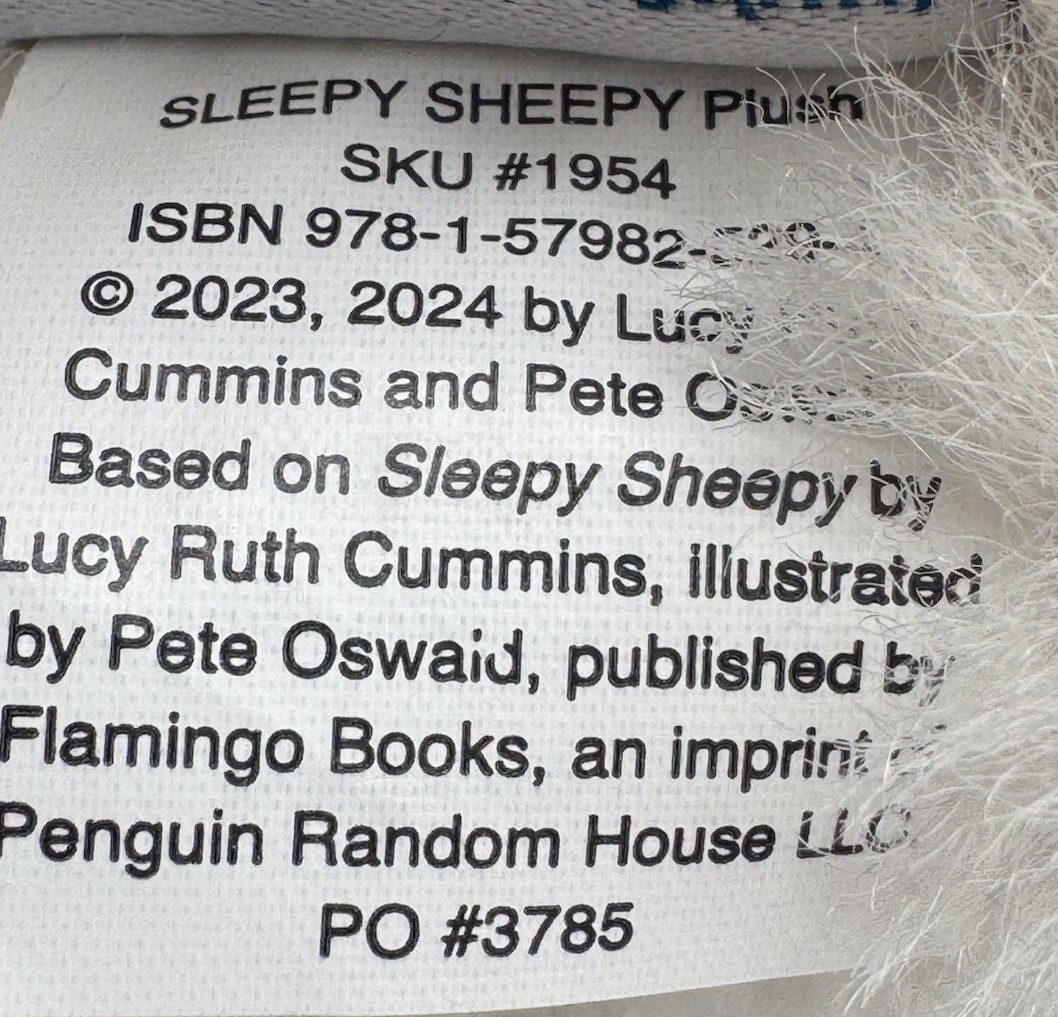 SLEEPY SHEEPY Plush
SKU #1954
ISBN 978-1-57982-
© 2023, 2024 by Lucy
Cummins and Pete
Based on Sleepy Sheepy by
Lucy Ruth Cummins, illustrated
by Pete Oswald, published by
Flamingo Books, an imprint
Penguin Random House LLC
PO #3785